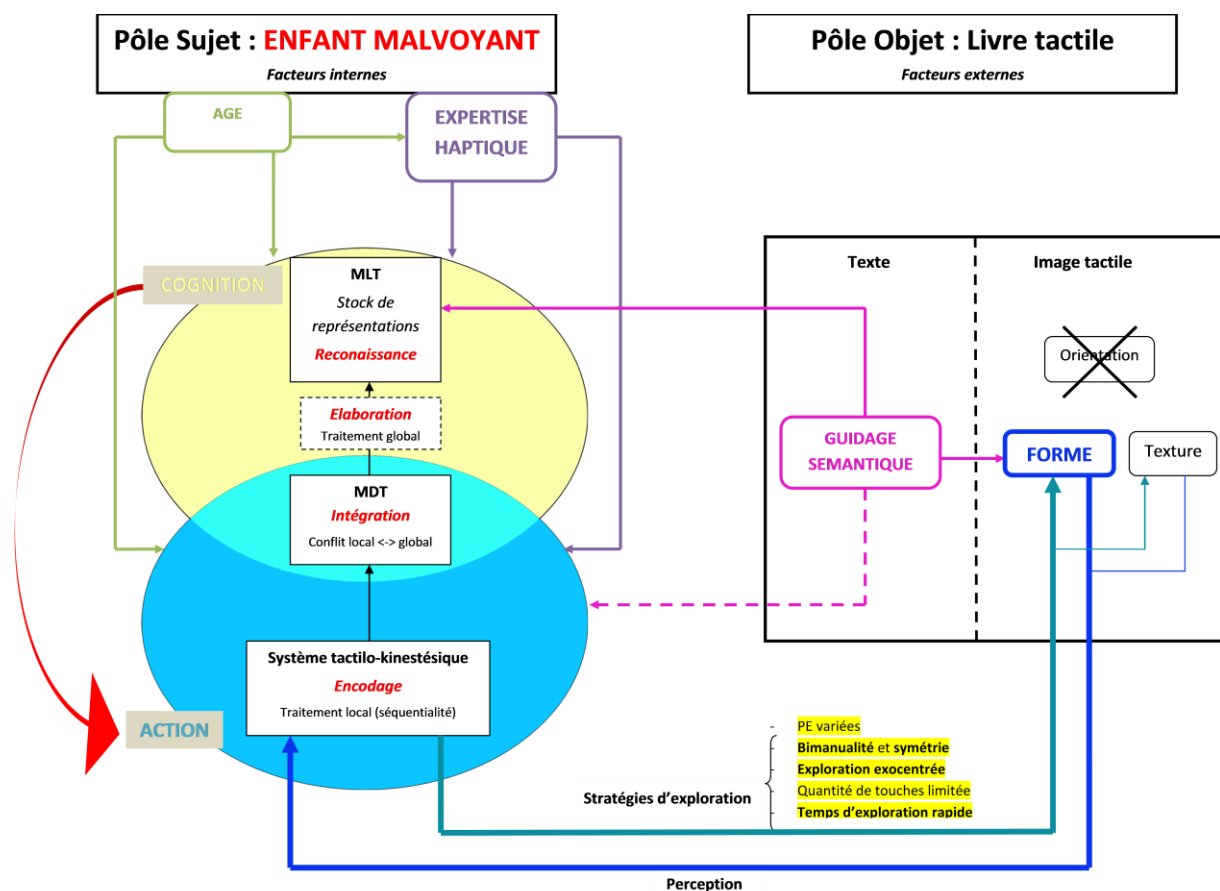 Pôle Sujet : ENFANT MALVOYANT
Facteurs internes
Pôle Objet : Livre tactile
Facteurs externes
AGE
EXPERTISE
HAPTIQUE
COGNITION
MLT
Stock de
représentations
Reconaissance
Elaboration
Traitement global
MDT
Intégration
Conflit local <-> global
Système tactilo-kinestésique
Encodage
Traitement local (séquentialité)
ACTION
Texte
Image tactile
Orientation
GUIDAGE
SEMANTIQUE
FORME
Texture
Stratégies d’exploration
- PE variées
- Bimanualité et symétrie
- Exploration exocentrée
- Quantité de touches limitée
- Temps d’exploration rapide
Perception